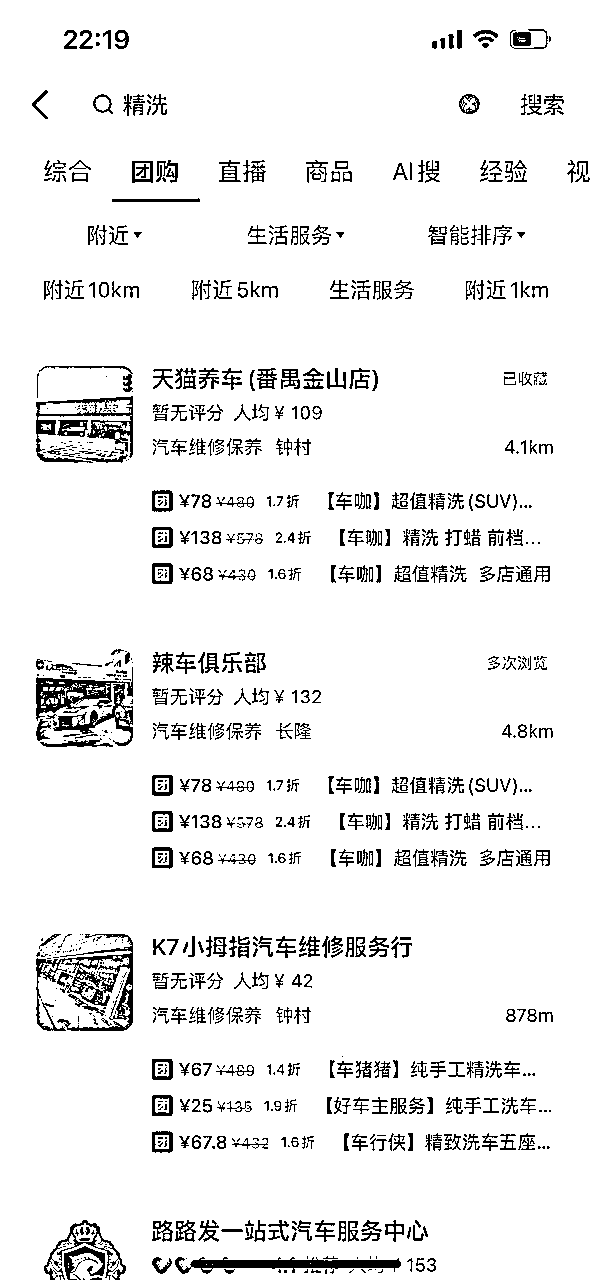 22:19
精洗 搜索
综合 团购 直播 商品 AI搜 经验 视
附近 生活服务 智能排序
附近10km 附近5km 生活服务 附近1km
天猫养车(番禺金山店) 已收藏
暂无评分 人均¥109
汽车维修保养 钟村 4.1km
¥78 ¥480 1.7折 【车咖】超值精洗(SUV)...
¥138 ¥578 2.4折 【车咖】精洗 打蜡 前档...
¥68 ¥430 1.6折 【车咖】超值精洗 多店通用
辣车俱乐部 多次浏览
暂无评分 人均¥132
汽车维修保养 长隆 4.8km
¥78 ¥480 1.7折 【车咖】超值精洗(SUV)...
¥138 ¥578 2.4折 【车咖】精洗 打蜡 前档...
¥68 ¥430 1.6折 【车咖】超值精洗 多店通用
K7小拇指汽车维修服务行
暂无评分 人均¥42
汽车维修保养 钟村 878m
¥67 ¥489 1.4折 【车猪猪】纯手工精洗车...
¥25 ¥135 1.9折 【好车主服务】纯手工洗车...
¥67.8 ¥432 1.6折 【车行侠】精致洗车五座...
路路发一站式汽车服务中心
153